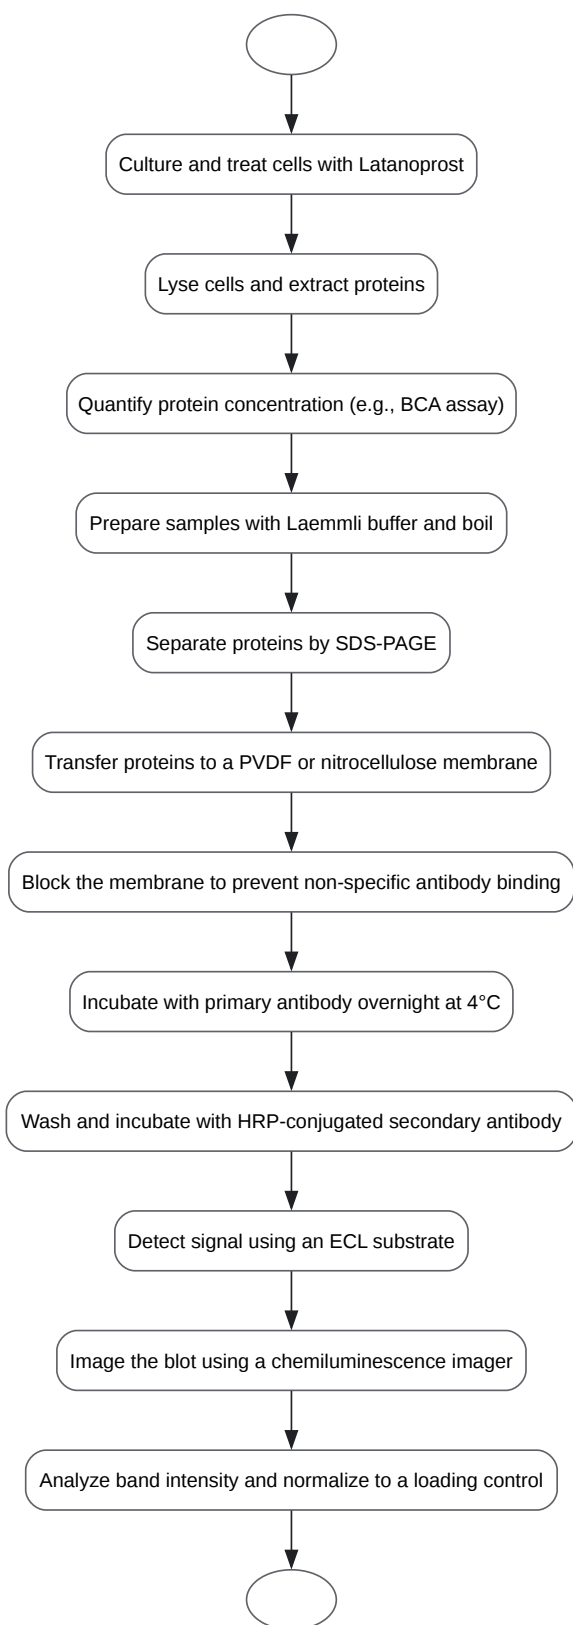 Culture and treat cells with Latanoprost
Lyse cells and extract proteins
Quantify protein concentration (e.g., BCA assay)
Prepare samples with Laemmli buffer and boil
Separate proteins by SDS-PAGE
Transfer proteins to a PVDF or nitrocellulose membrane
Block the membrane to prevent non-specific antibody binding
Incubate with primary antibody overnight at 4°C
Wash and incubate with HRP-conjugated secondary antibody
Detect signal using an ECL substrate
Image the blot using a chemiluminescence imager
Analyze band intensity and normalize to a loading control